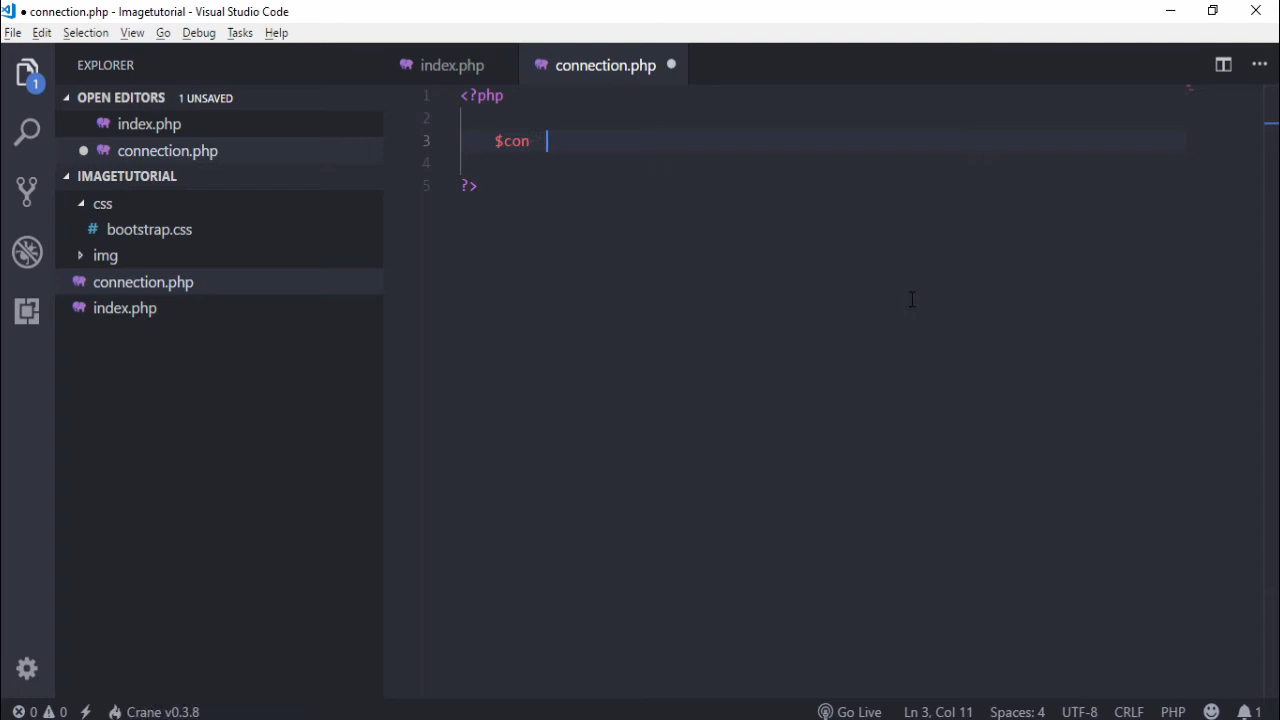 ● connection.php - Imagetutorial - Visual Studio Code
File Edit Selection View Go Debug Tasks Help
EXPLORER
index.php
connection.php ●
OPEN EDITORS 1 UNSAVED
index.php
● connection.php
IMAGETUTORIAL
css
# bootstrap.css
img
connection.php
index.php
1
1 <?php
2
3 $con
4
5 ?>
0 0 Crane v0.3.8 Go Live Ln 3, Col 11 Spaces: 4 UTF-8 CRLF PHP 1